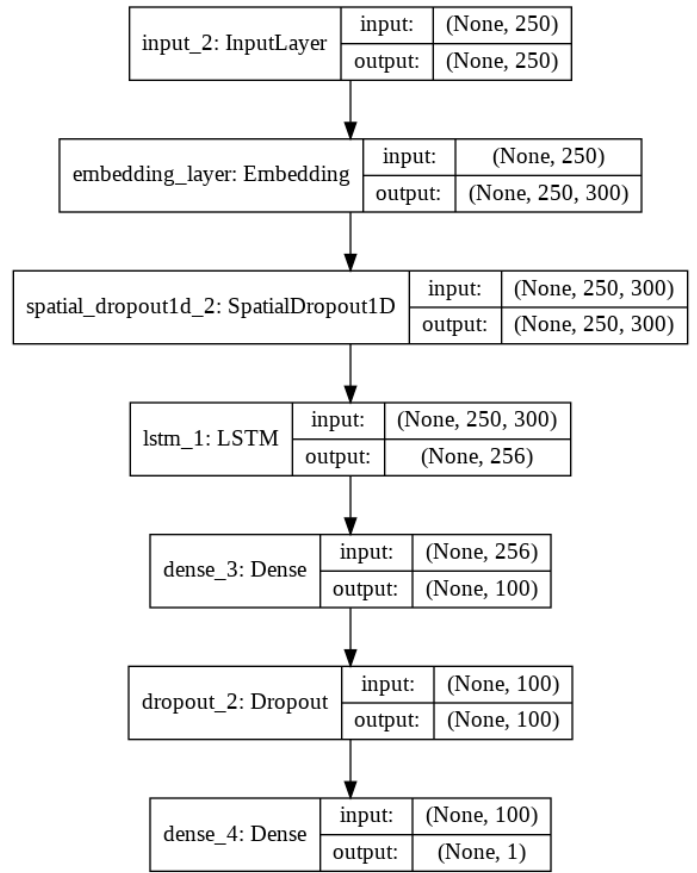 input_2: InputLayer
input: (None, 250)
output: (None, 250)
embedding_layer: Embedding
input: (None, 250)
output: (None, 250, 300)
spatial_dropout1d_2: SpatialDropout1D
input: (None, 250, 300)
output: (None, 250, 300)
lstm_1: LSTM
input: (None, 250, 300)
output: (None, 256)
dense_3: Dense
input: (None, 256)
output: (None, 100)
dropout_2: Dropout
input: (None, 100)
output: (None, 100)
dense_4: Dense
input: (None, 100)
output: (None, 1)